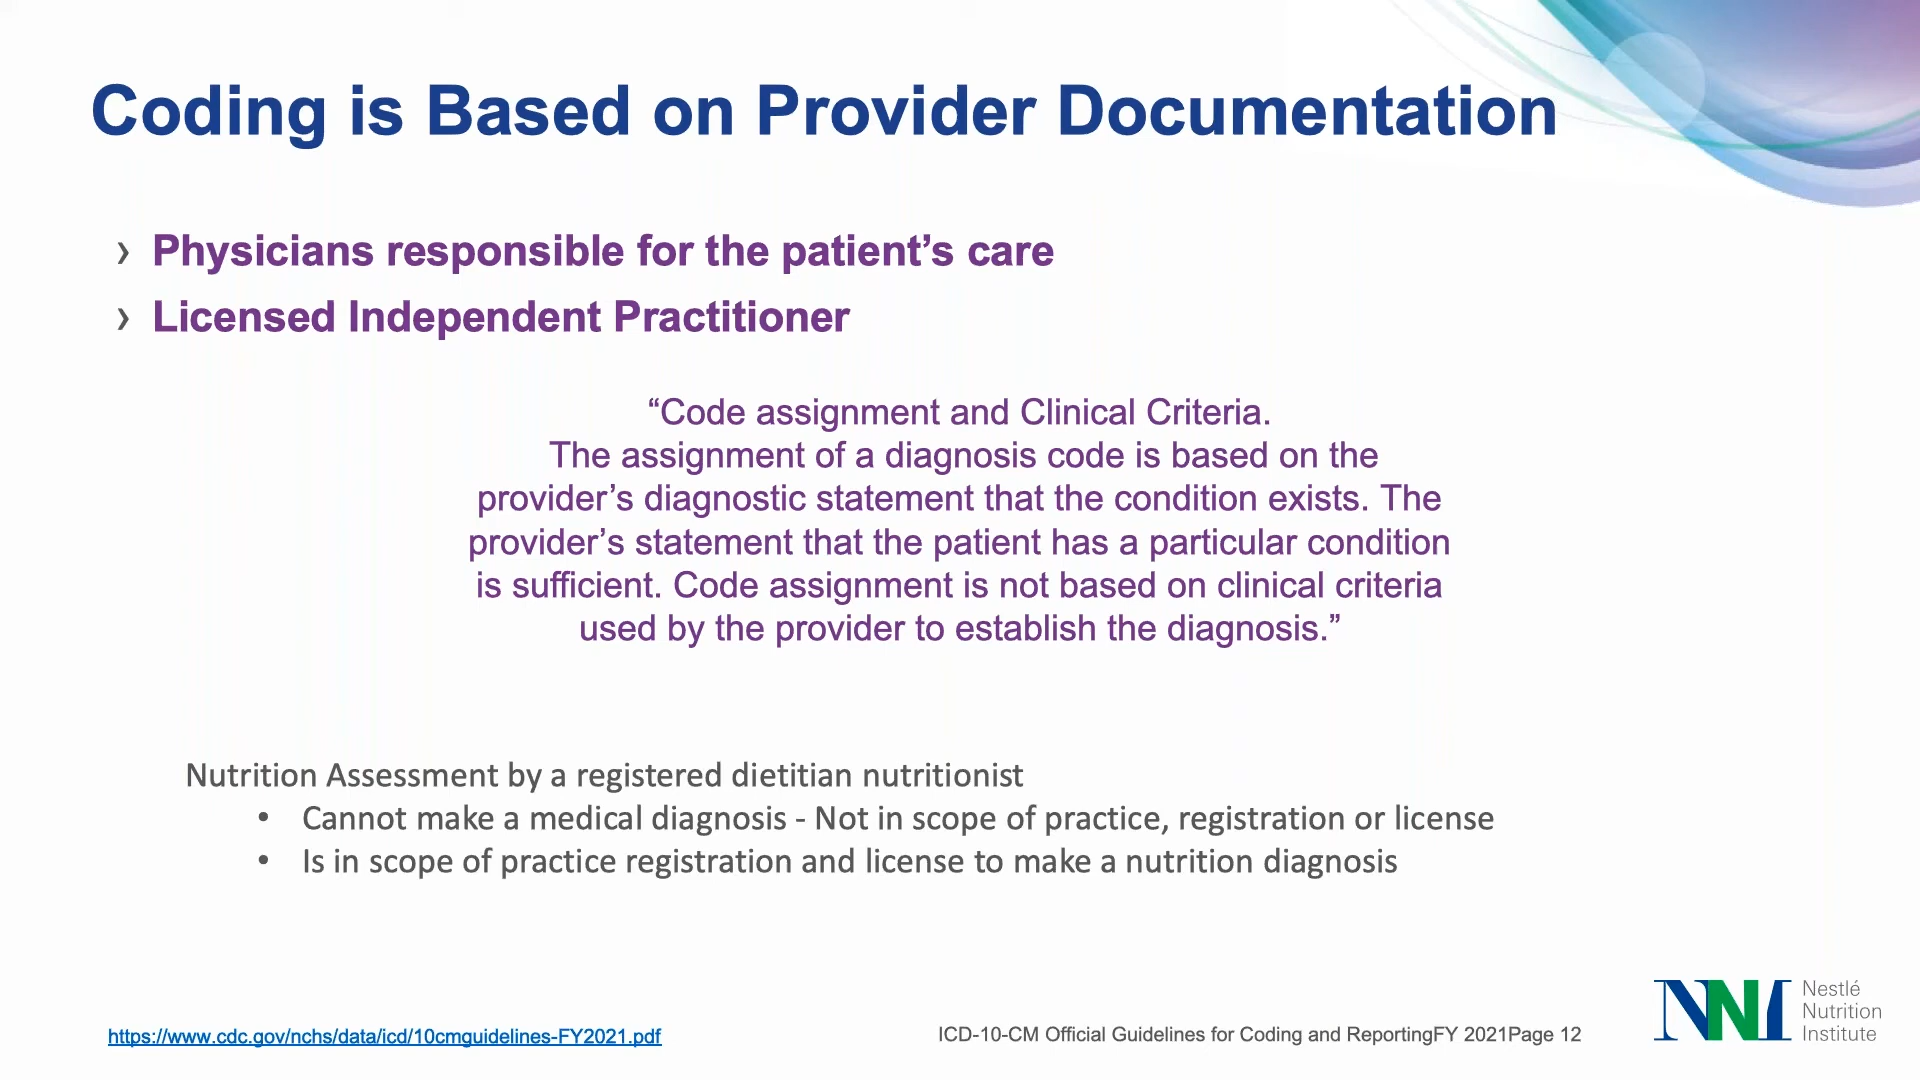 Coding is Based on Provider Documentation
› Physicians responsible for the patient’s care
› Licensed Independent Practitioner
“Code assignment and Clinical Criteria.
The assignment of a diagnosis code is based on the
provider’s diagnostic statement that the condition exists. The
provider’s statement that the patient has a particular condition
is sufficient. Code assignment is not based on clinical criteria
used by the provider to establish the diagnosis.”
Nutrition Assessment by a registered dietitian nutritionist
• Cannot make a medical diagnosis - Not in scope of practice, registration or license
• Is in scope of practice registration and license to make a nutrition diagnosis
https://www.cdc.gov/nchs/data/icd/10cmguidelines-FY2021.pdf
ICD-10-CM Official Guidelines for Coding and ReportingFY 2021Page 12
NNI
Nestlé
Nutrition
Institute